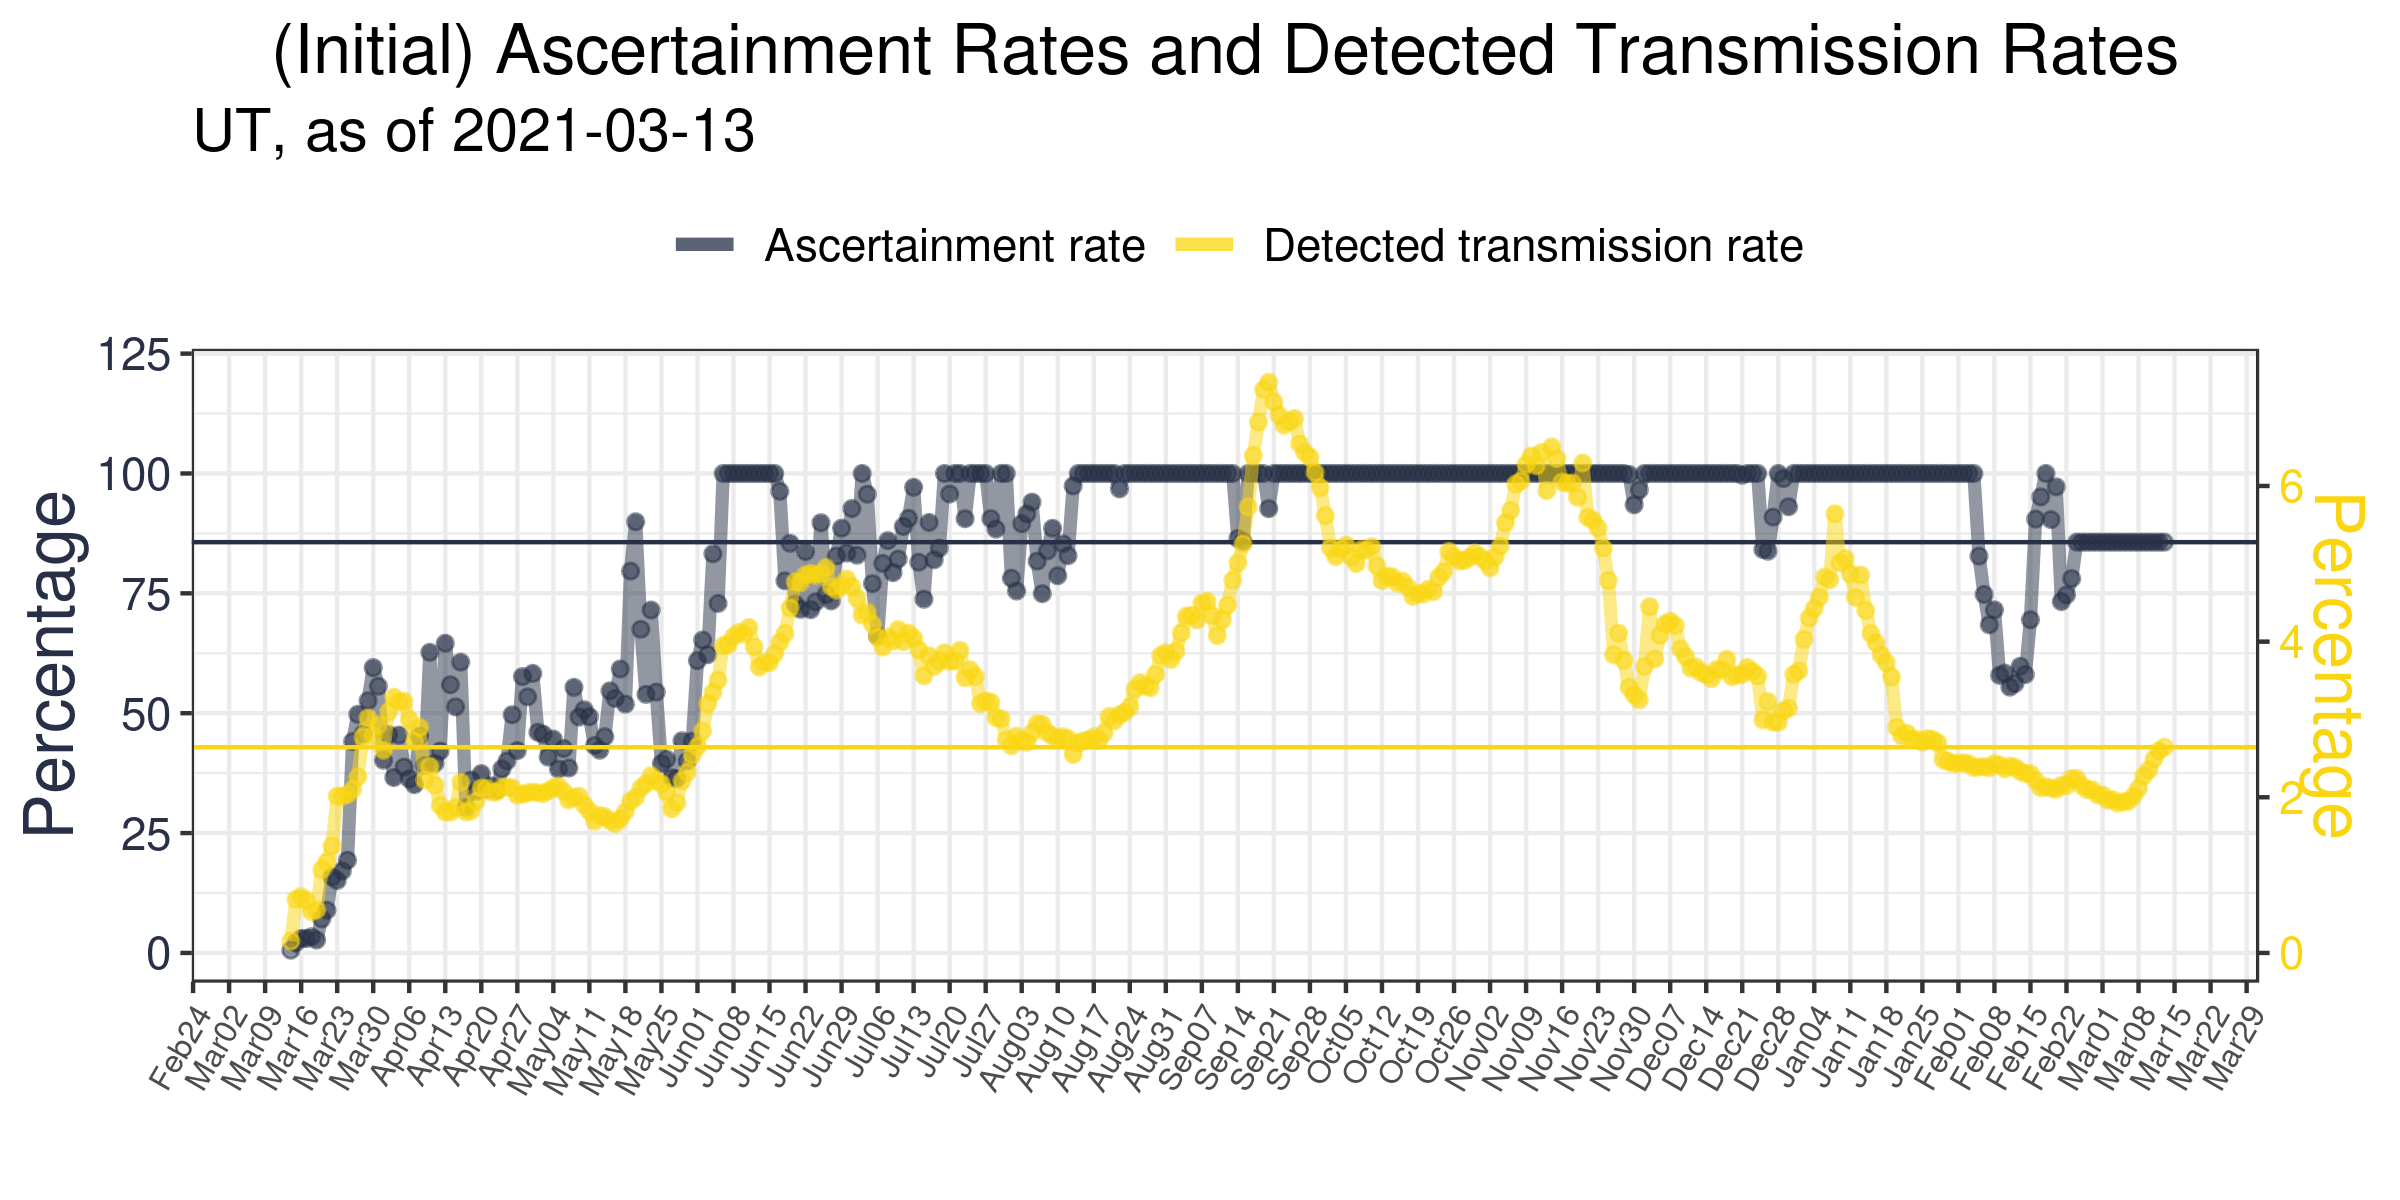 (Initial) Ascertainment Rates and Detected Transmission Rates
UT, as of 2021-03-13
Ascertainment rate Detected transmission rate
125
100
75
50
25
0
Percentage
6
4
2
0
Percentage
Feb24 Mar02 Mar09 Mar16 Mar23 Mar30 Apr06 Apr13 Apr20 Apr27 May04 May11 May18 May25 Jun01 Jun08 Jun15 Jun22 Jun29 Jul06 Jul13 Jul20 Jul27 Aug03 Aug10 Aug17 Aug24 Aug31 Sep07 Sep14 Sep21 Sep28 Oct05 Oct12 Oct19 Oct26 Nov02 Nov09 Nov16 Nov23 Nov30 Dec07 Dec14 Dec21 Dec28 Jan04 Jan11 Jan18 Jan25 Feb01 Feb08 Feb15 Feb22 Mar01 Mar08 Mar15 Mar22 Mar29